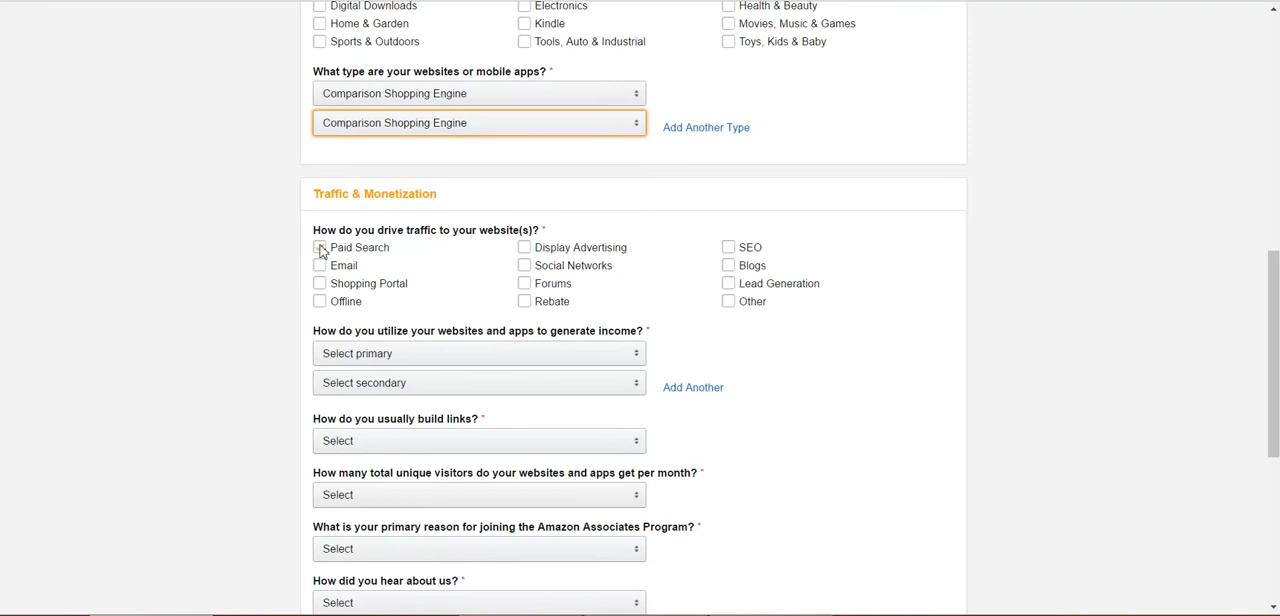 Digital Downloads Electronics Health & Beauty
Home & Garden Kindle Movies, Music & Games
Sports & Outdoors Tools, Auto & Industrial Toys, Kids & Baby
What type are your websites or mobile apps? *
Comparison Shopping Engine
Comparison Shopping Engine Add Another Type
Traffic & Monetization
How do you drive traffic to your website(s)? *
Paid Search Display Advertising SEO
Email Social Networks Blogs
Shopping Portal Forums Lead Generation
Offline Rebate Other
How do you utilize your websites and apps to generate income? *
Select primary
Select secondary Add Another
How do you usually build links? *
Select
How many total unique visitors do your websites and apps get per month? *
Select
What is your primary reason for joining the Amazon Associates Program? *
Select
How did you hear about us? *
Select